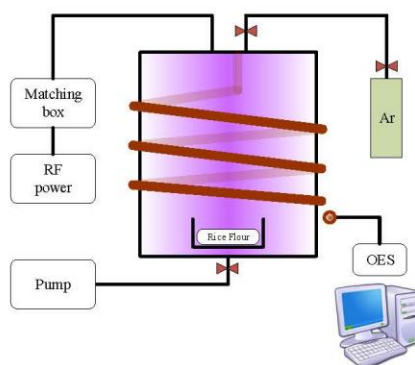 Matching
box
RF
power
Pump
Rice Flour
Ar
OES